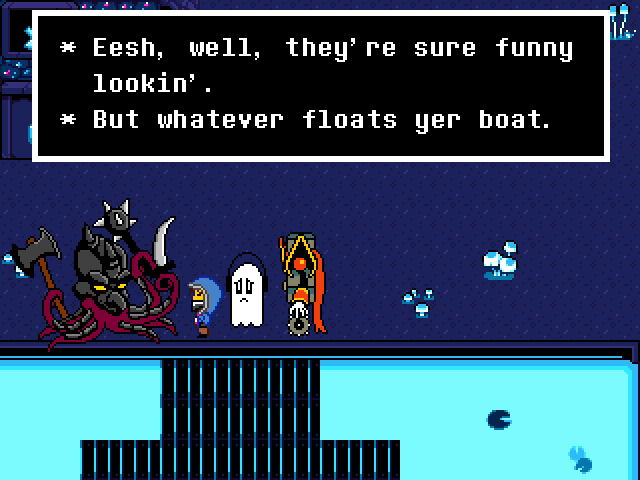 * Eesh, well, they're sure funny
lookin'.
* But whatever floats yer boat.